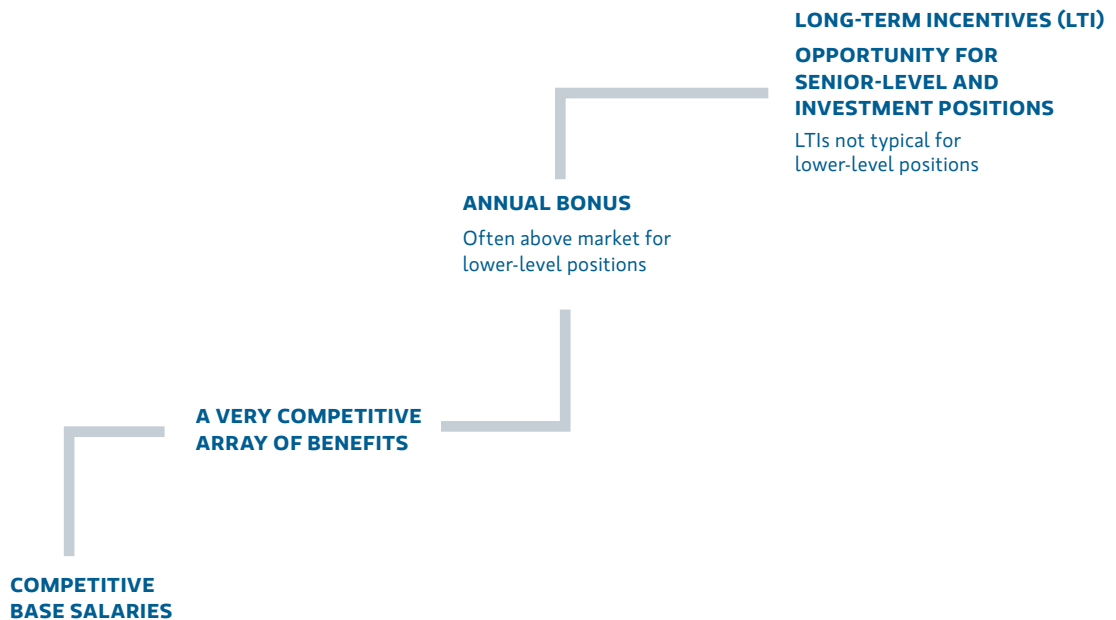 LONG-TERM INCENTIVES (LTI)
OPPORTUNITY FOR
SENIOR-LEVEL AND
INVESTMENT POSITIONS
LTIs not typical for
lower-level positions
ANNUAL BONUS
Often above market for
lower-level positions
A VERY COMPETITIVE
ARRAY OF BENEFITS
COMPETITIVE
BASE SALARIES